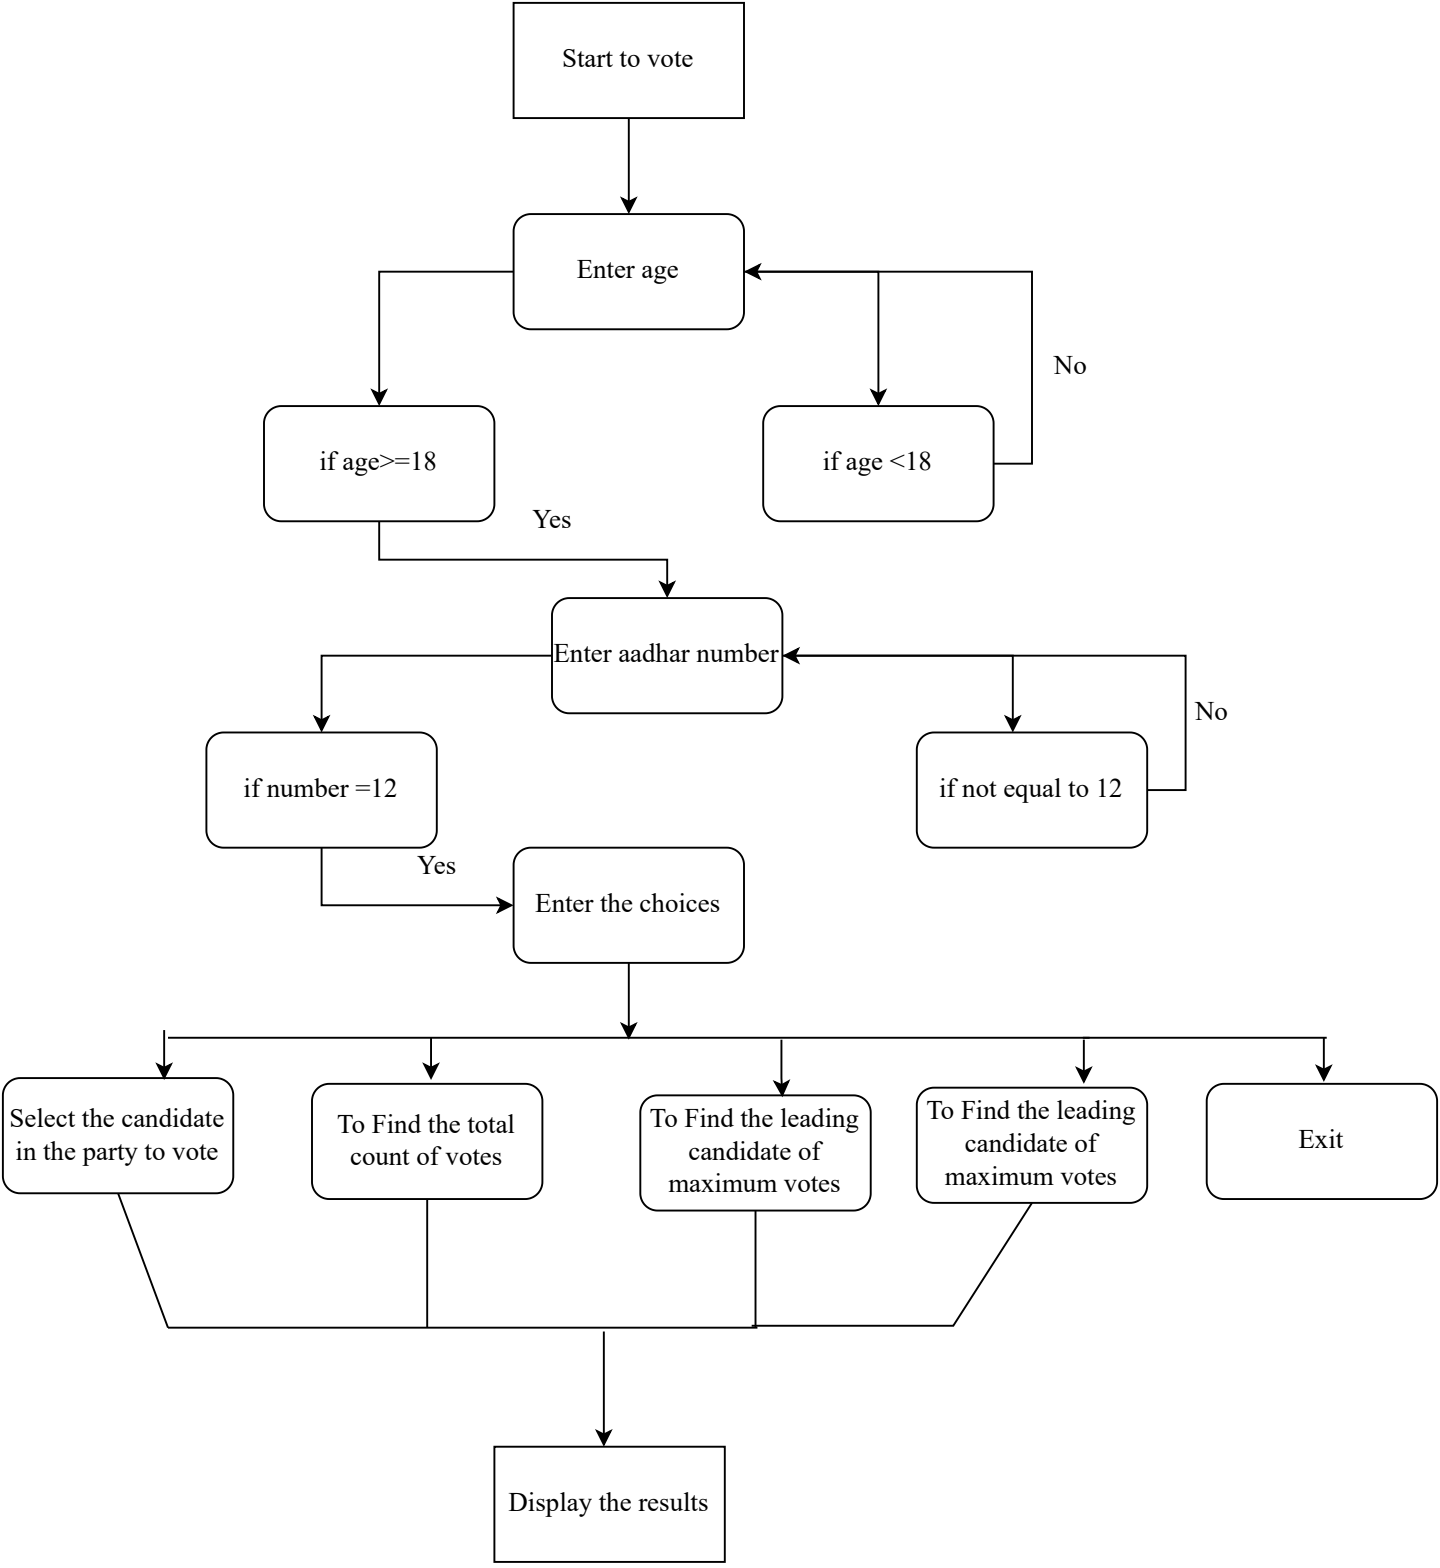 Start to vote
Enter age
No
if age>=18
if age <18
Yes
Enter aadhar number
No
if number =12
if not equal to 12
Yes
Enter the choices
Select the candidate
in the party to vote
To Find the total
count of votes
To Find the leading
candidate of
maximum votes
To Find the leading
candidate of
maximum votes
Exit
Display the results